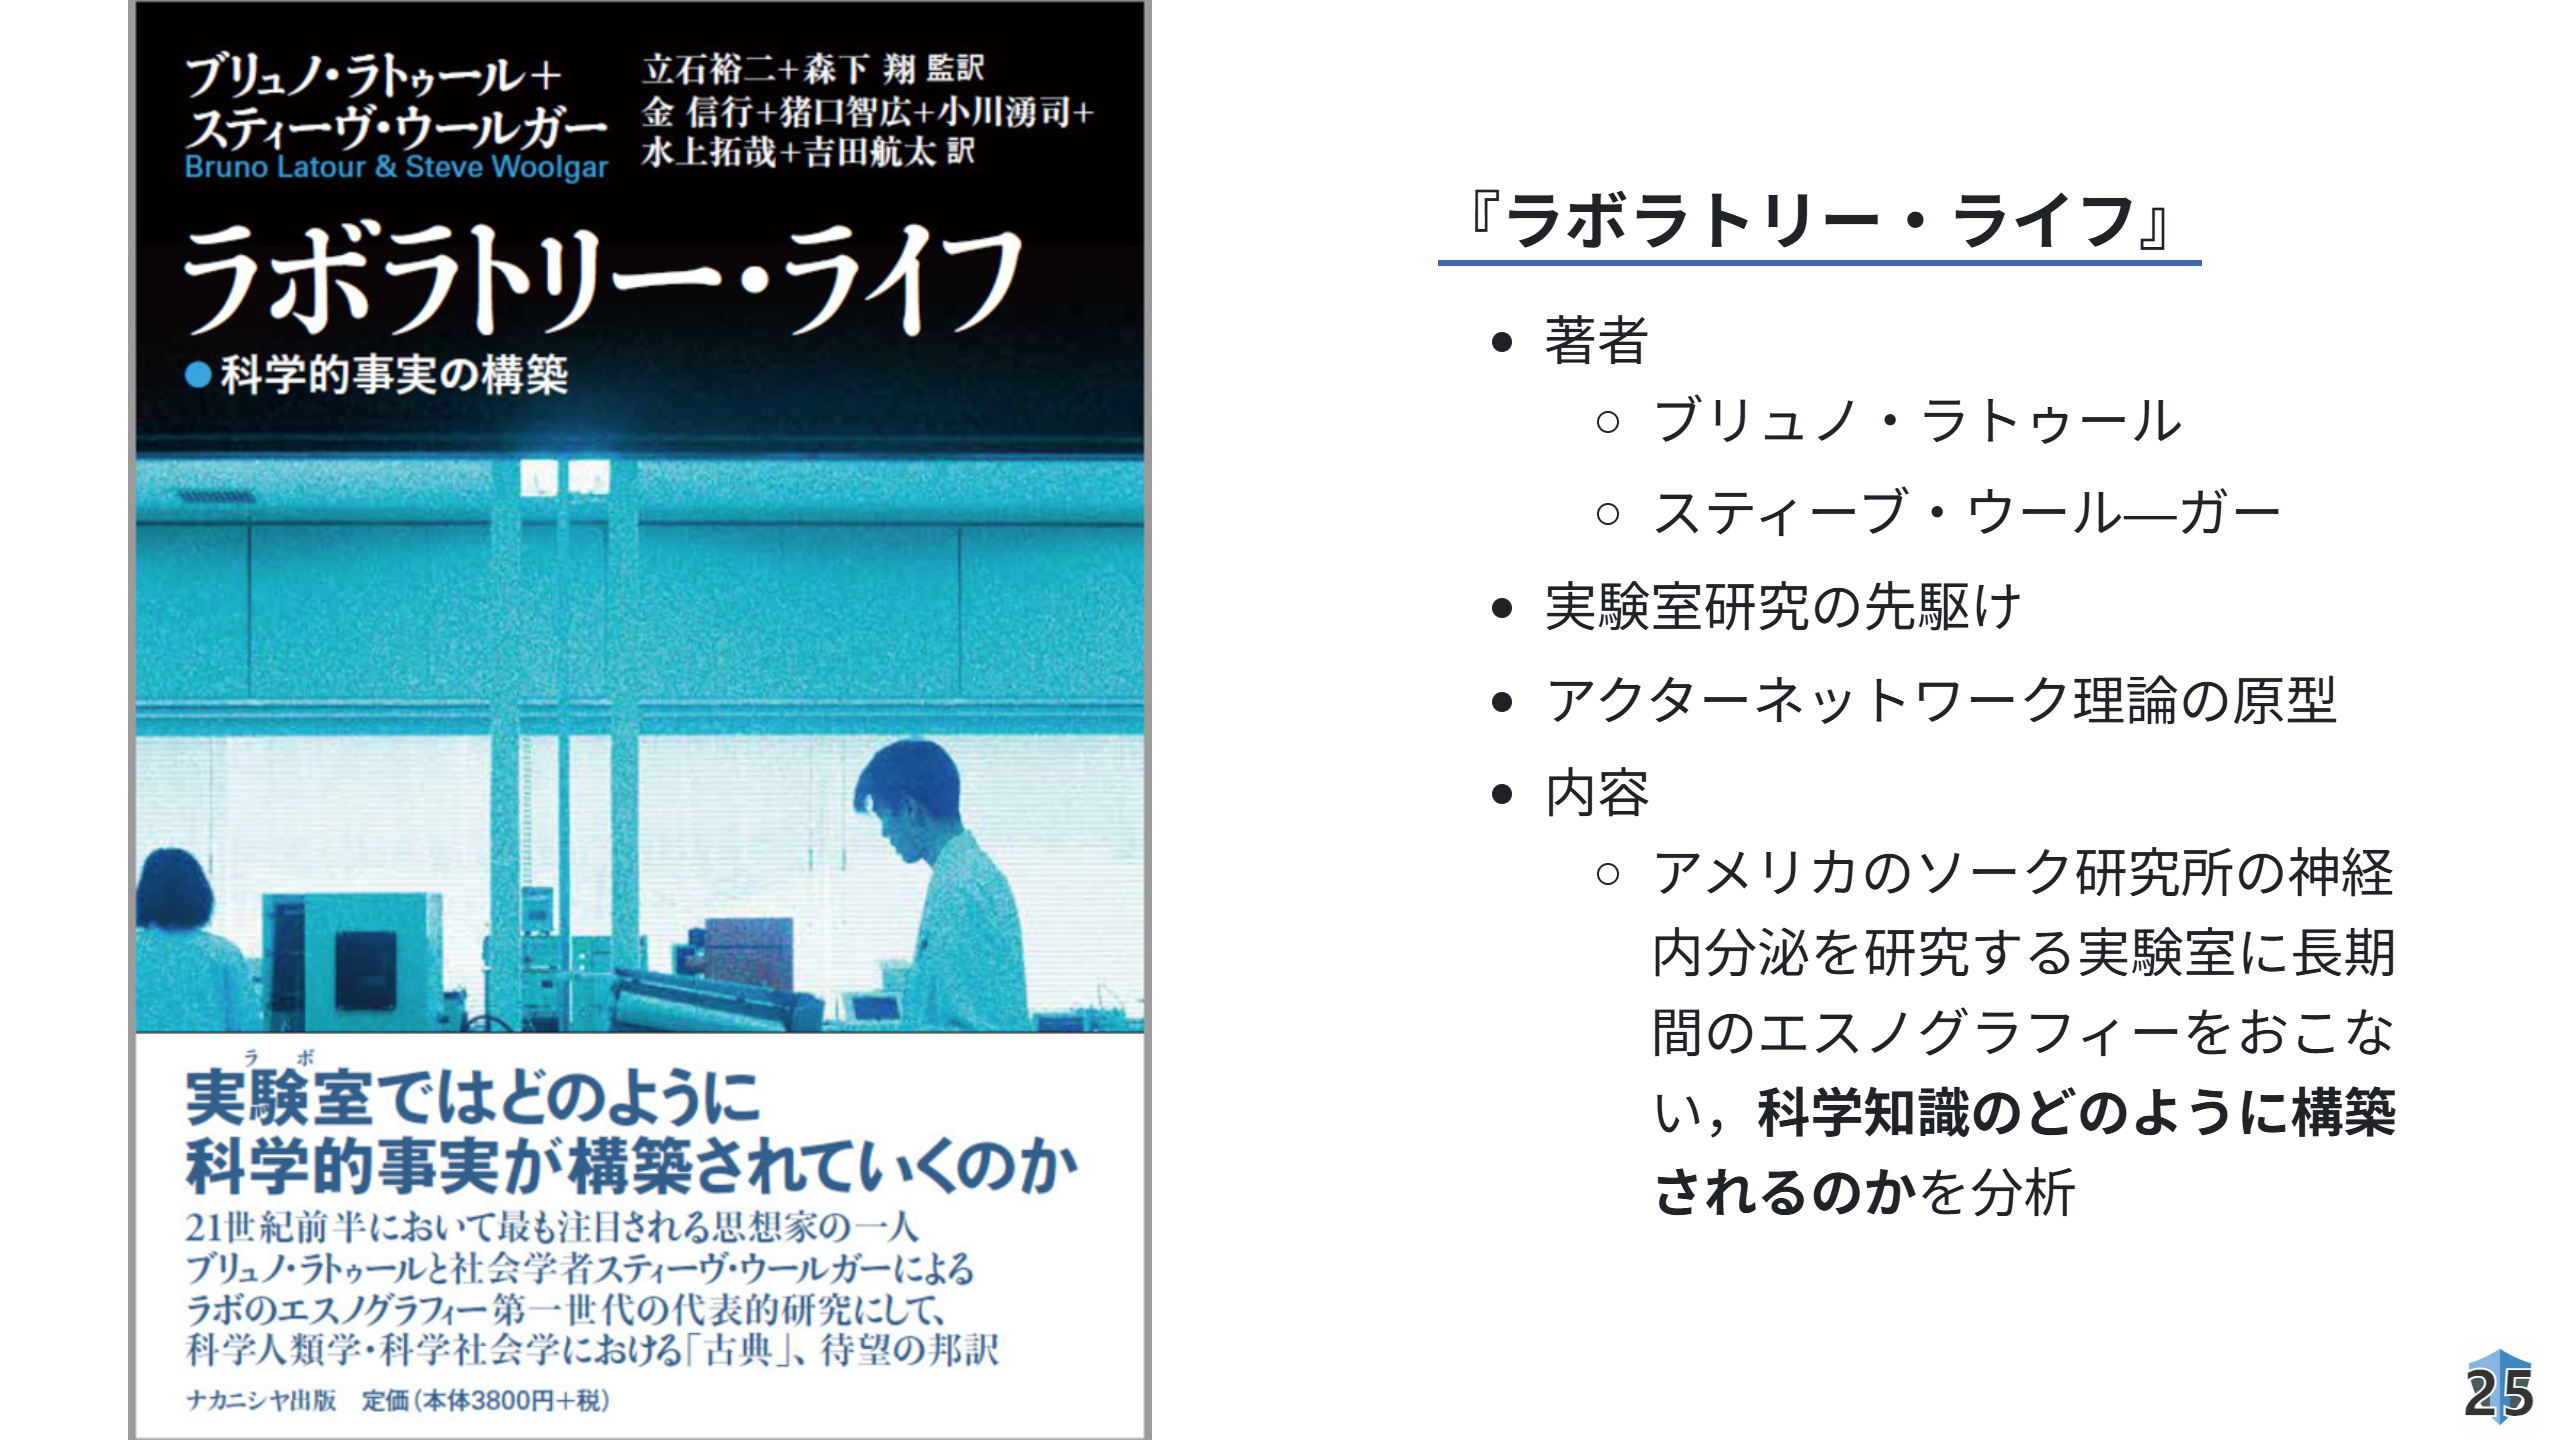 ブリュノ・ラトゥール＋
スティーヴ・ウールガー
Bruno Latour & Steve Woolgar
立石裕二＋森下 翔 監訳
金 信行＋猪口智広＋小川湧司＋
水上拓哉＋吉田航太 訳
ラボラトリー・ライフ
●科学的事実の構築
ラボ
実験室ではどのように
科学的事実が構築されていくのか
21世紀前半において最も注目される思想家の一人
ブリュノ・ラトゥールと社会学者スティーヴ・ウールガーによる
ラボのエスノグラフィー第一世代の代表的研究にして、
科学人類学・科学社会学における「古典」、待望の邦訳
ナカニシヤ出版　定価（本体3800円＋税）
『ラボラトリー・ライフ』
● 著者
○ ブリュノ・ラトゥール
○ スティーブ・ウール―ガー
● 実験室研究の先駆け
● アクターネットワーク理論の原型
● 内容
○ アメリカのソーク研究所の神経
内分泌を研究する実験室に長期
間のエスノグラフィーをおこな
い，科学知識のどのように構築
されるのかを分析
25